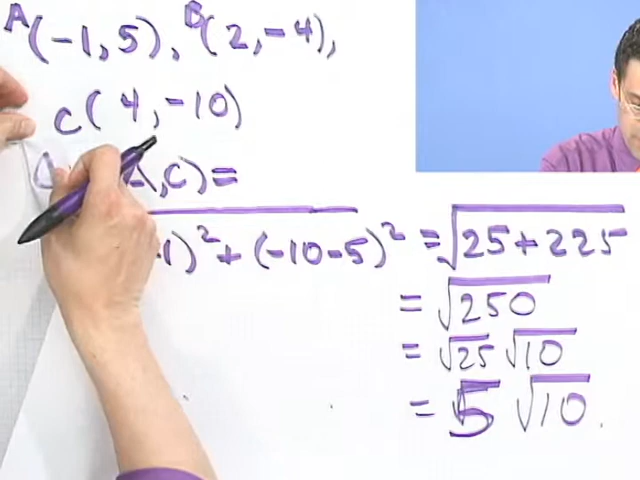 A(-1,5), B(2,-4),
C(4,-10)
A,C)=
1)²+(-10-5)² =√25+225
=√250
=√25 √10
=5 √10.